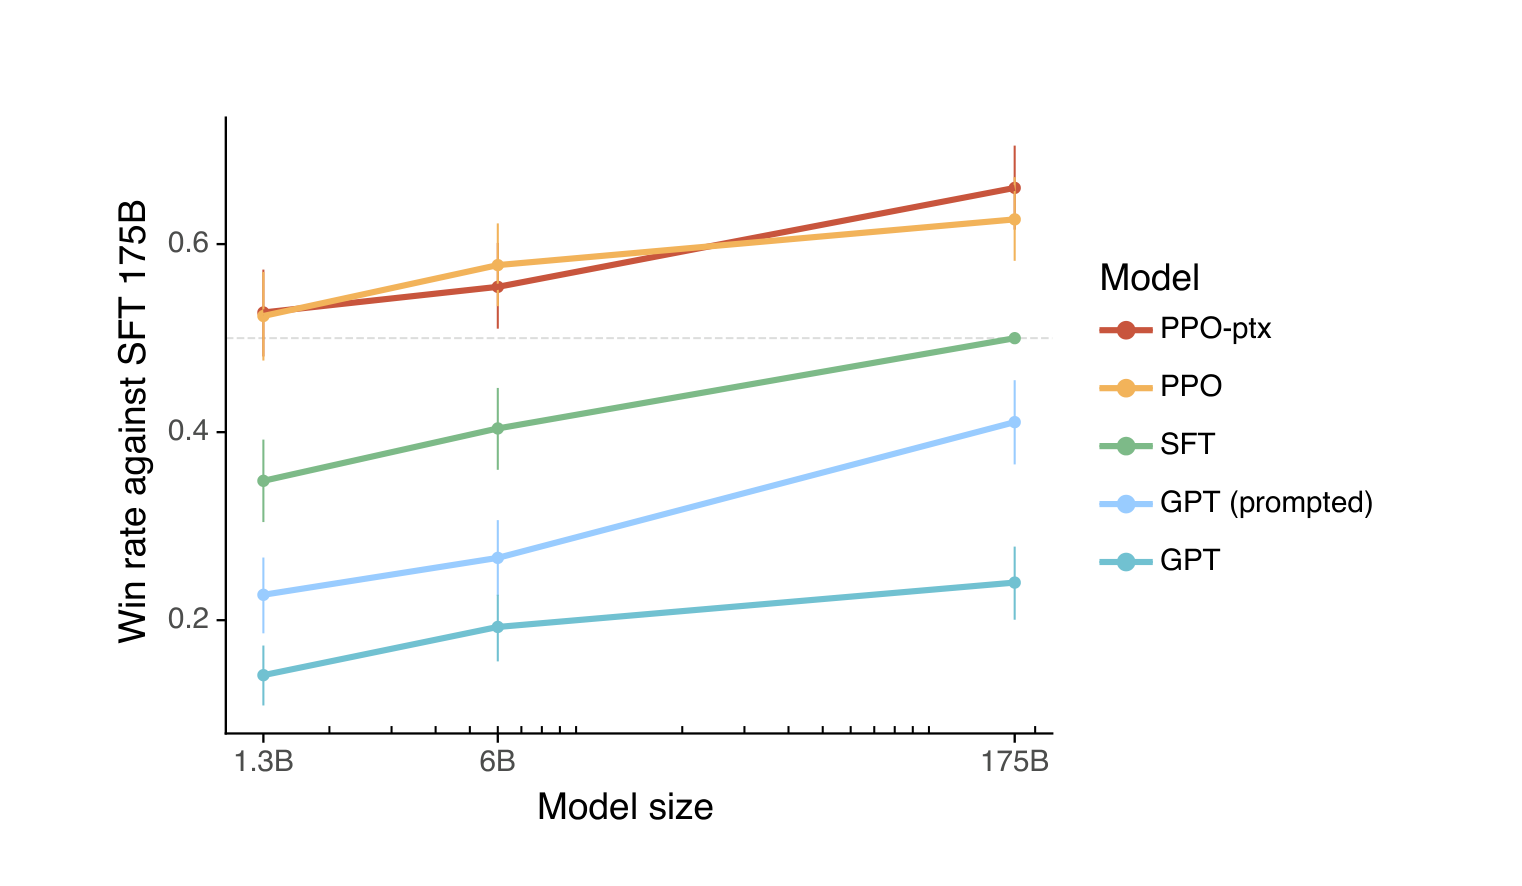 Win rate against SFT 175B
0.6
0.4
0.2
1.3B
6B
175B
Model size
Model
PPO-ptx
PPO
SFT
GPT (prompted)
GPT